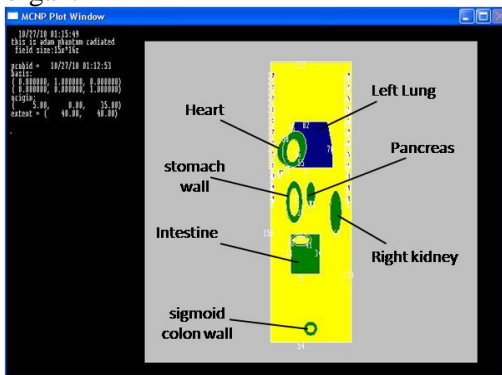 MCNP Plot Window
10/27/10 01:15:49
this is adam phantom radiated
field size:15x*16z
probid = 10/27/10 01:12:53
basis:
( 0.000000, 1.000000, 0.000000)
( 0.000000, 0.000000, 1.000000)
origin:
( 5.00, 0.00, 35.00)
extent = ( 40.00, 40.00)
Left Lung
Heart
Pancreas
stomach
wall
Intestine
Right kidney
sigmoid
colon wall